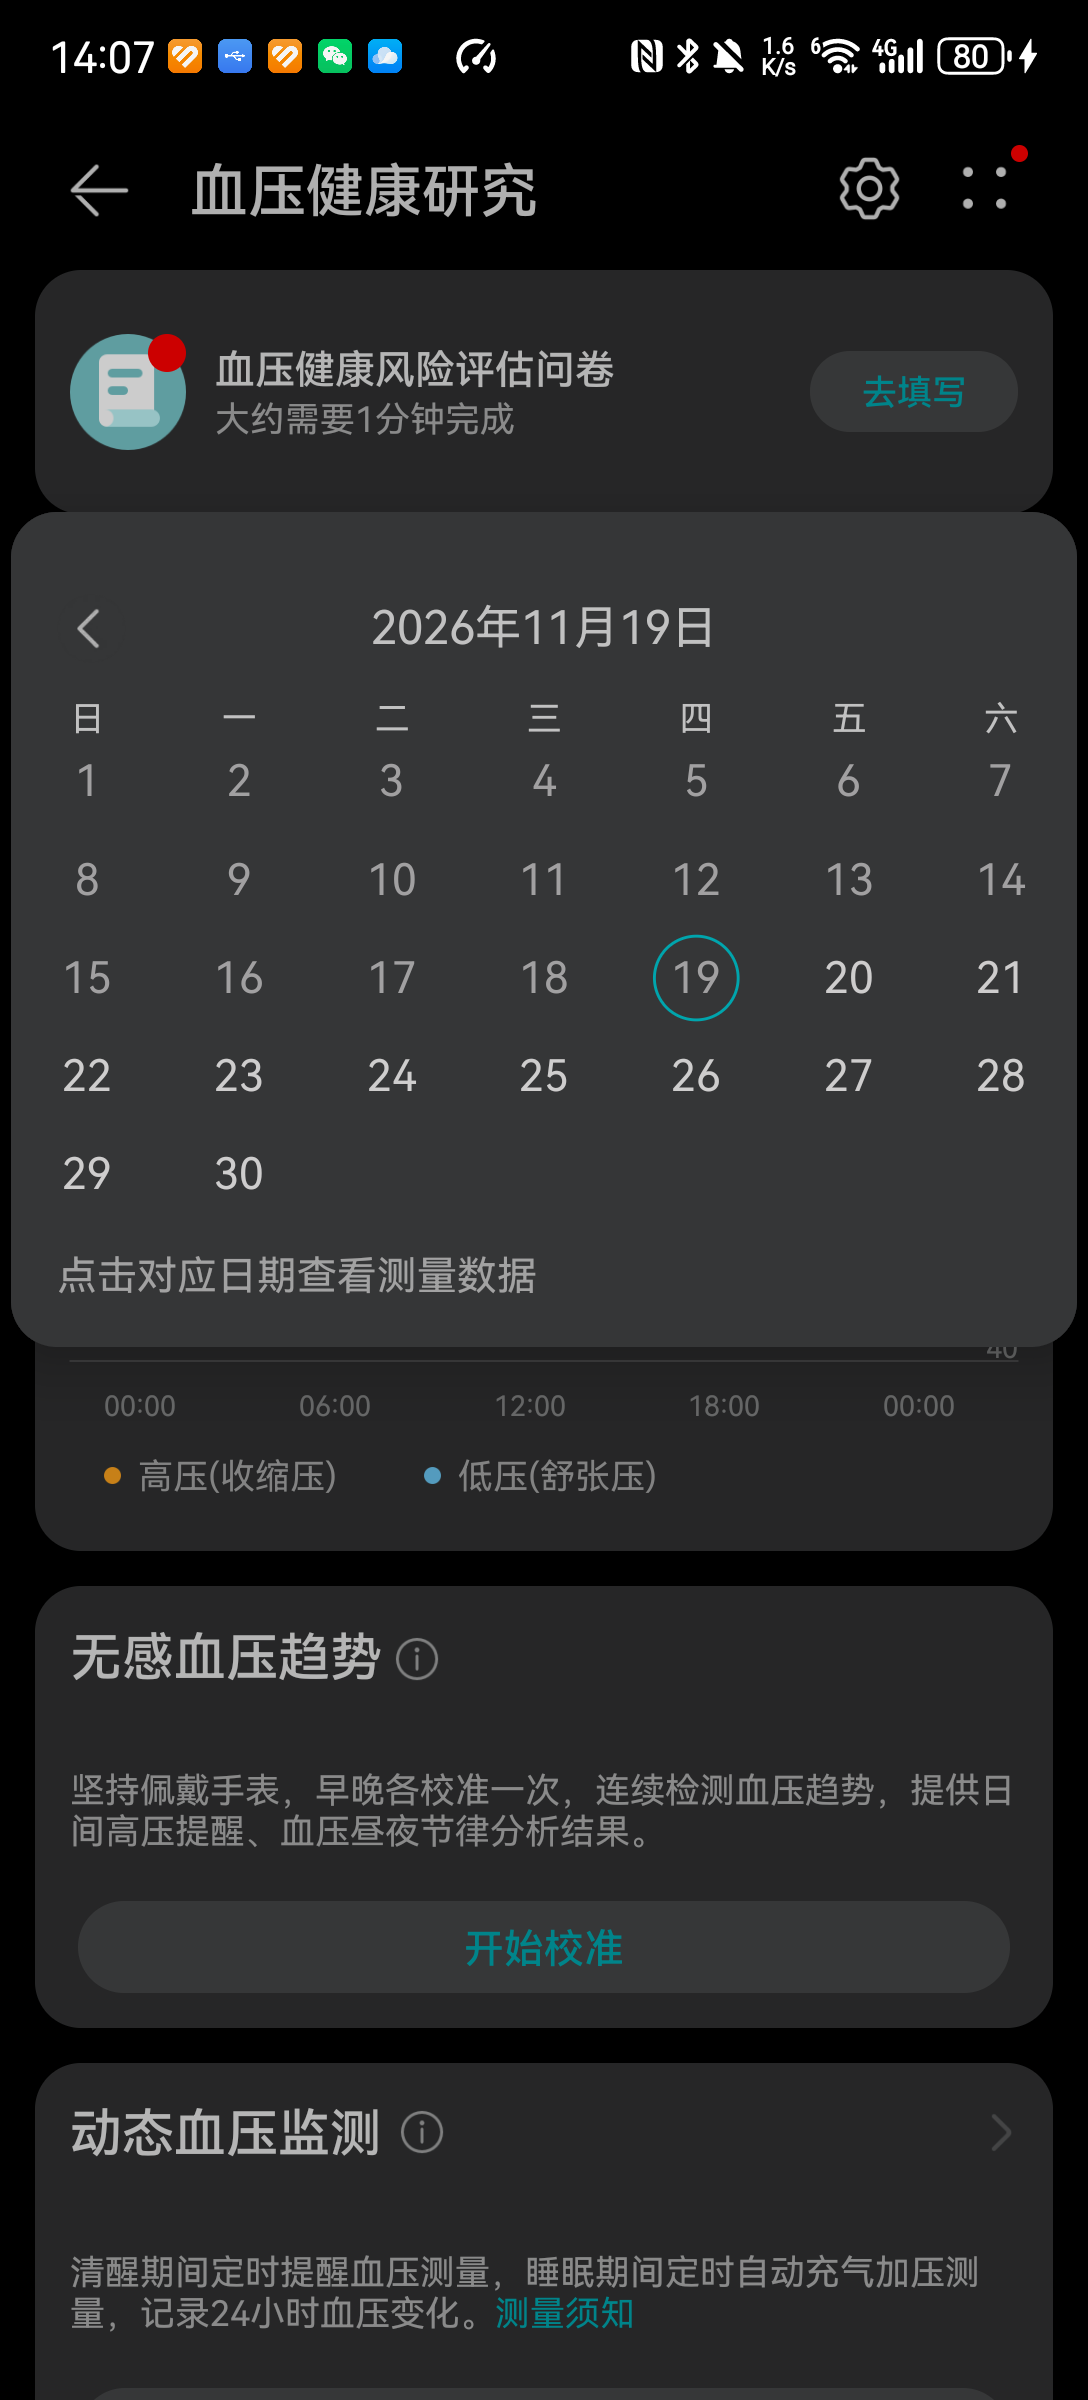 14:07
1.6 K/s
6
4G
80
血压健康研究
血压健康风险评估问卷
大约需要1分钟完成
去填写
2026年11月19日
日 一 二 三 四 五 六
1 2 3 4 5 6 7
8 9 10 11 12 13 14
15 16 17 18 19 20 21
22 23 24 25 26 27 28
29 30
点击对应日期查看测量数据
40
00:00 06:00 12:00 18:00 00:00
高压(收缩压) 低压(舒张压)
无感血压趋势
坚持佩戴手表，早晚各校准一次，连续检测血压趋势，提供日
间高压提醒、血压昼夜节律分析结果。
开始校准
动态血压监测
清醒期间定时提醒血压测量，睡眠期间定时自动充气加压测
量，记录24小时血压变化。测量须知